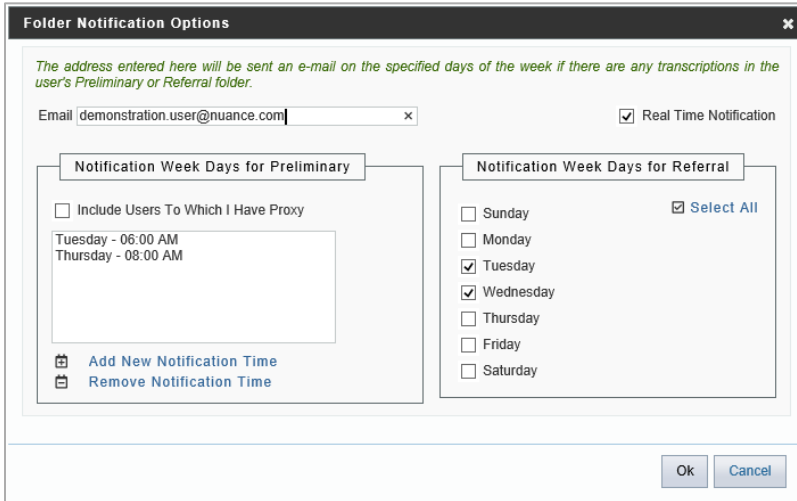 Folder Notification Options
The address entered here will be sent an e-mail on the specified days of the week if there are any transcriptions in the
user's Preliminary or Referral folder.
Email demonstration.user@nuance.com
Real Time Notification
Notification Week Days for Preliminary
Include Users To Which I Have Proxy
Tuesday - 06:00 AM
Thursday - 08:00 AM
Add New Notification Time
Remove Notification Time
Notification Week Days for Referral
Select All
Sunday
Monday
Tuesday
Wednesday
Thursday
Friday
Saturday
Ok
Cancel